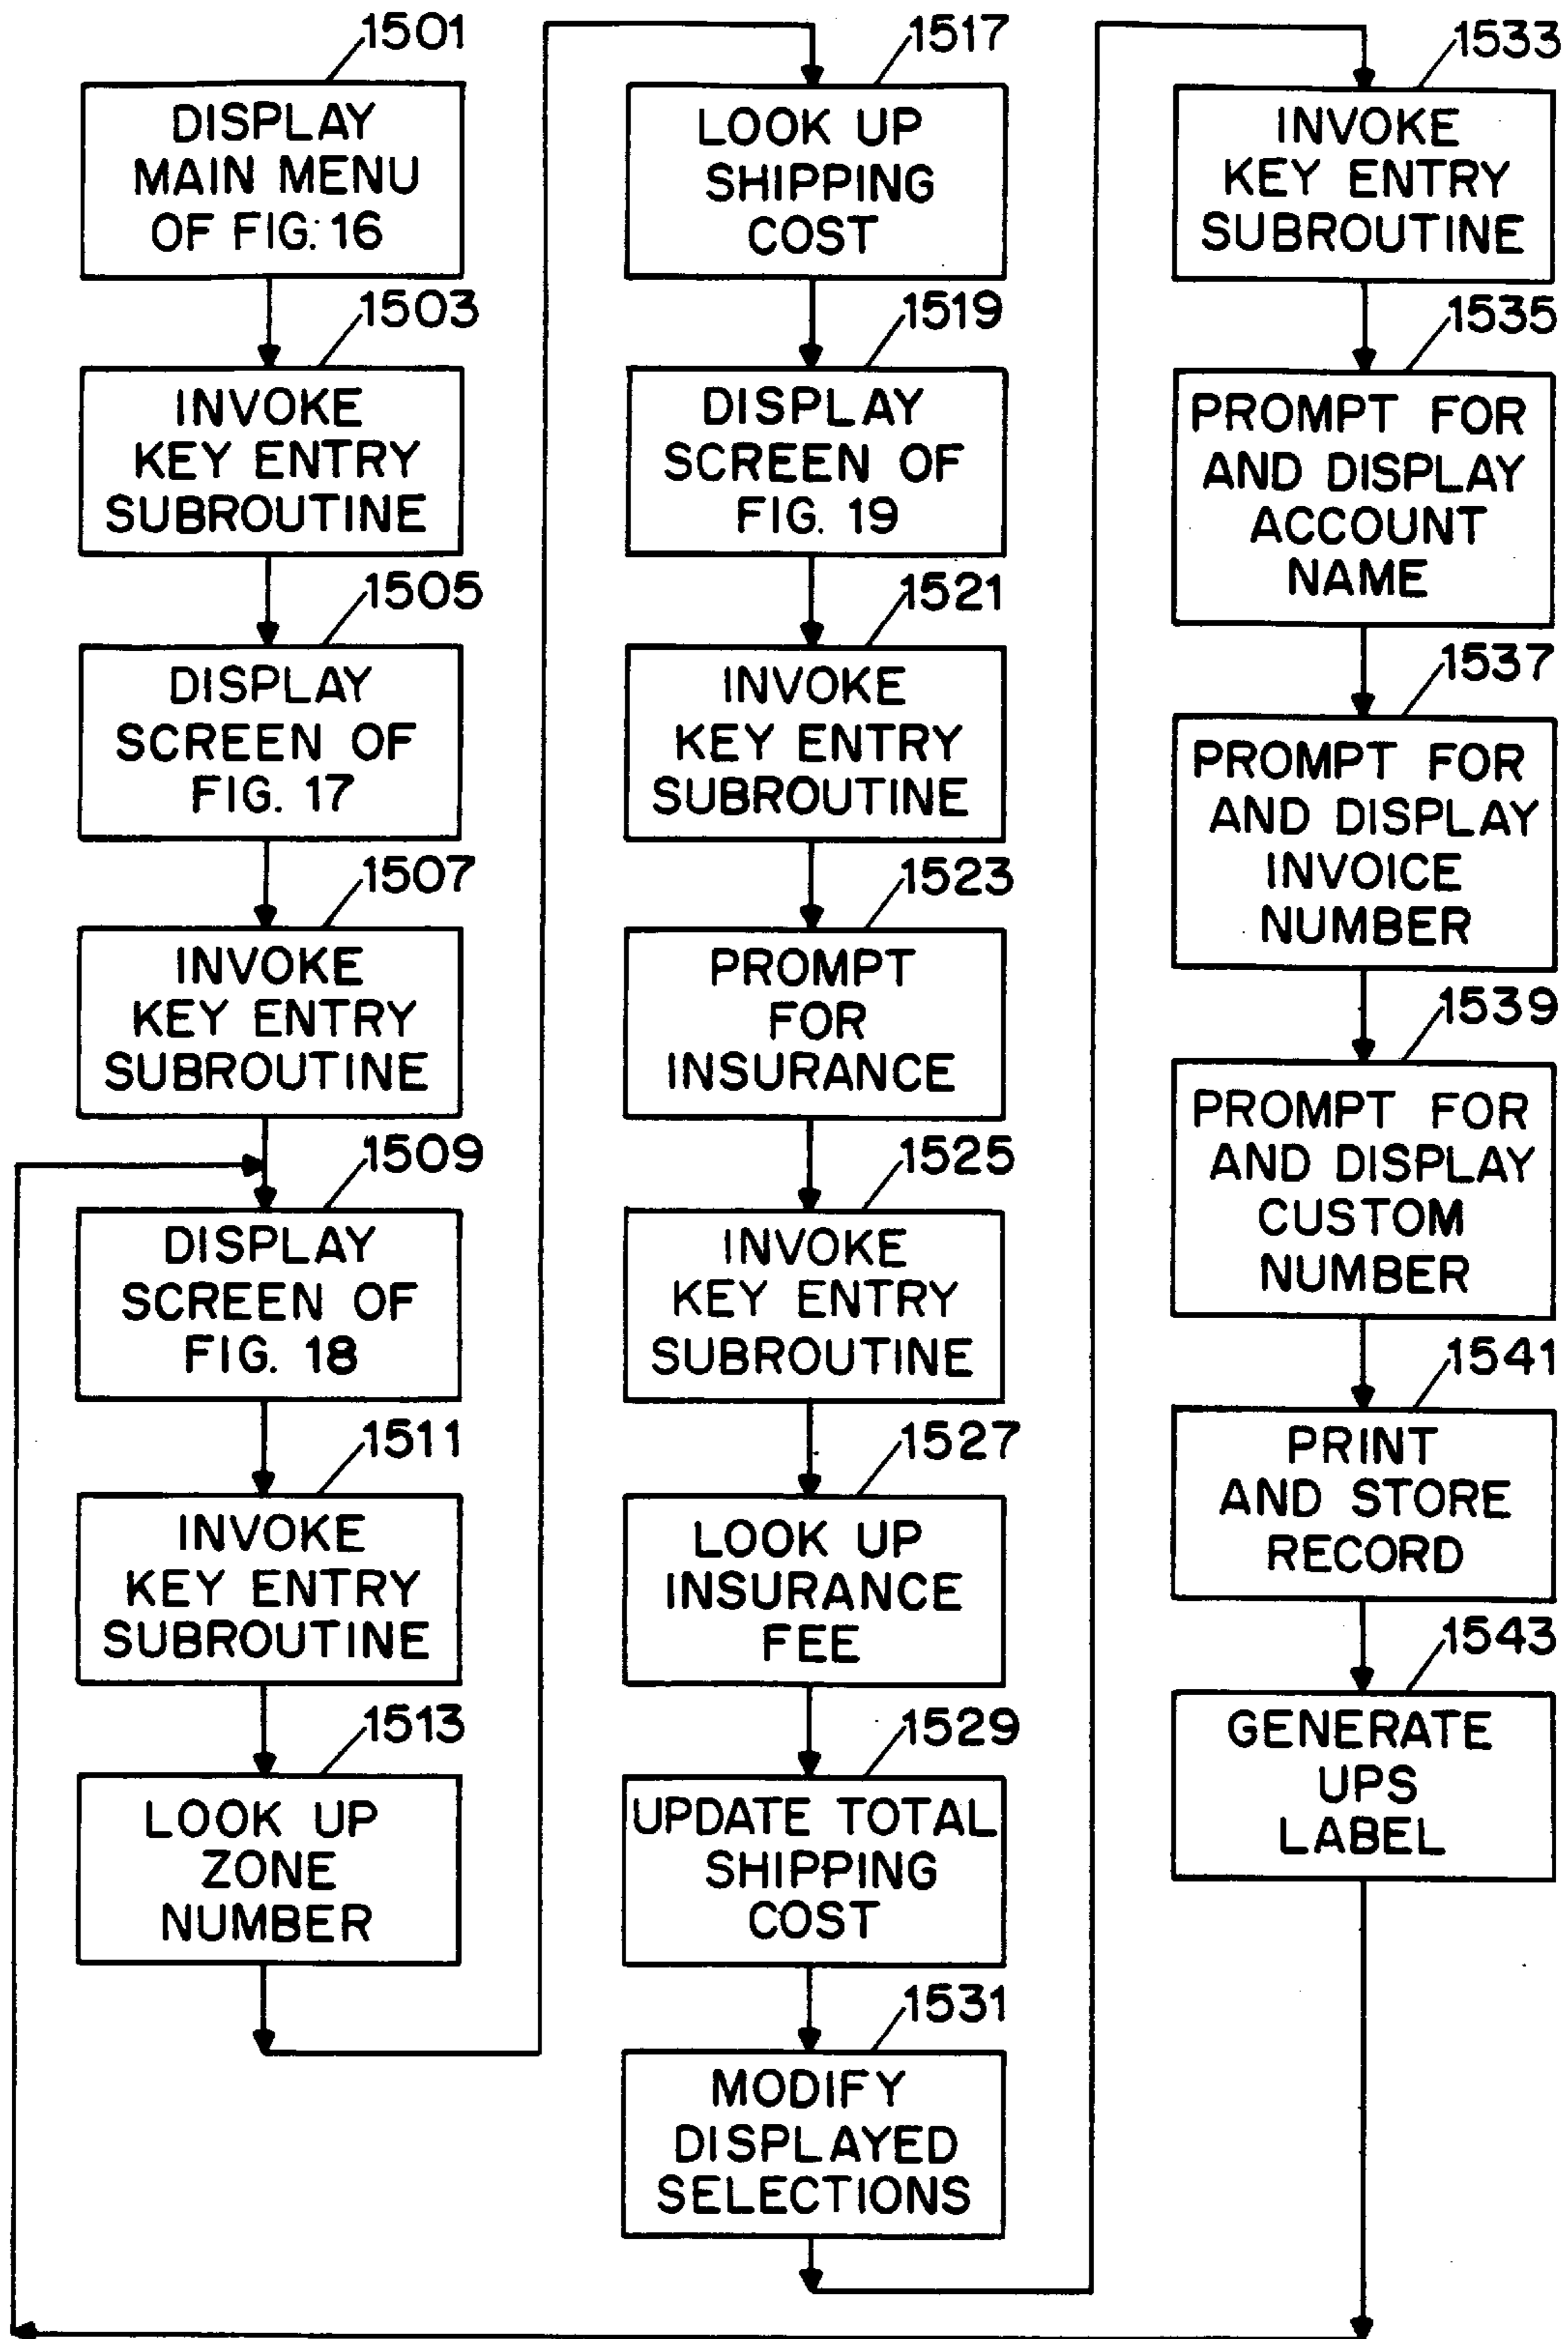 1501
DISPLAY
MAIN MENU
OF FIG. 16
1503
INVOKE
KEY ENTRY
SUBROUTINE
1505
DISPLAY
SCREEN OF
FIG. 17
1507
INVOKE
KEY ENTRY
SUBROUTINE
1509
DISPLAY
SCREEN OF
FIG. 18
1511
INVOKE
KEY ENTRY
SUBROUTINE
1513
LOOK UP
ZONE
NUMBER
1517
LOOK UP
SHIPPING
COST
1519
DISPLAY
SCREEN OF
FIG. 19
1521
INVOKE
KEY ENTRY
SUBROUTINE
1523
PROMPT
FOR
INSURANCE
1525
INVOKE
KEY ENTRY
SUBROUTINE
1527
LOOK UP
INSURANCE
FEE
1529
UPDATE TOTAL
SHIPPING
COST
1531
MODIFY
DISPLAYED
SELECTIONS
1533
INVOKE
KEY ENTRY
SUBROUTINE
1535
PROMPT FOR
AND DISPLAY
ACCOUNT
NAME
1537
PROMPT FOR
AND DISPLAY
INVOICE
NUMBER
1539
PROMPT FOR
AND DISPLAY
CUSTOM
NUMBER
1541
PRINT
AND STORE
RECORD
1543
GENERATE
UPS
LABEL